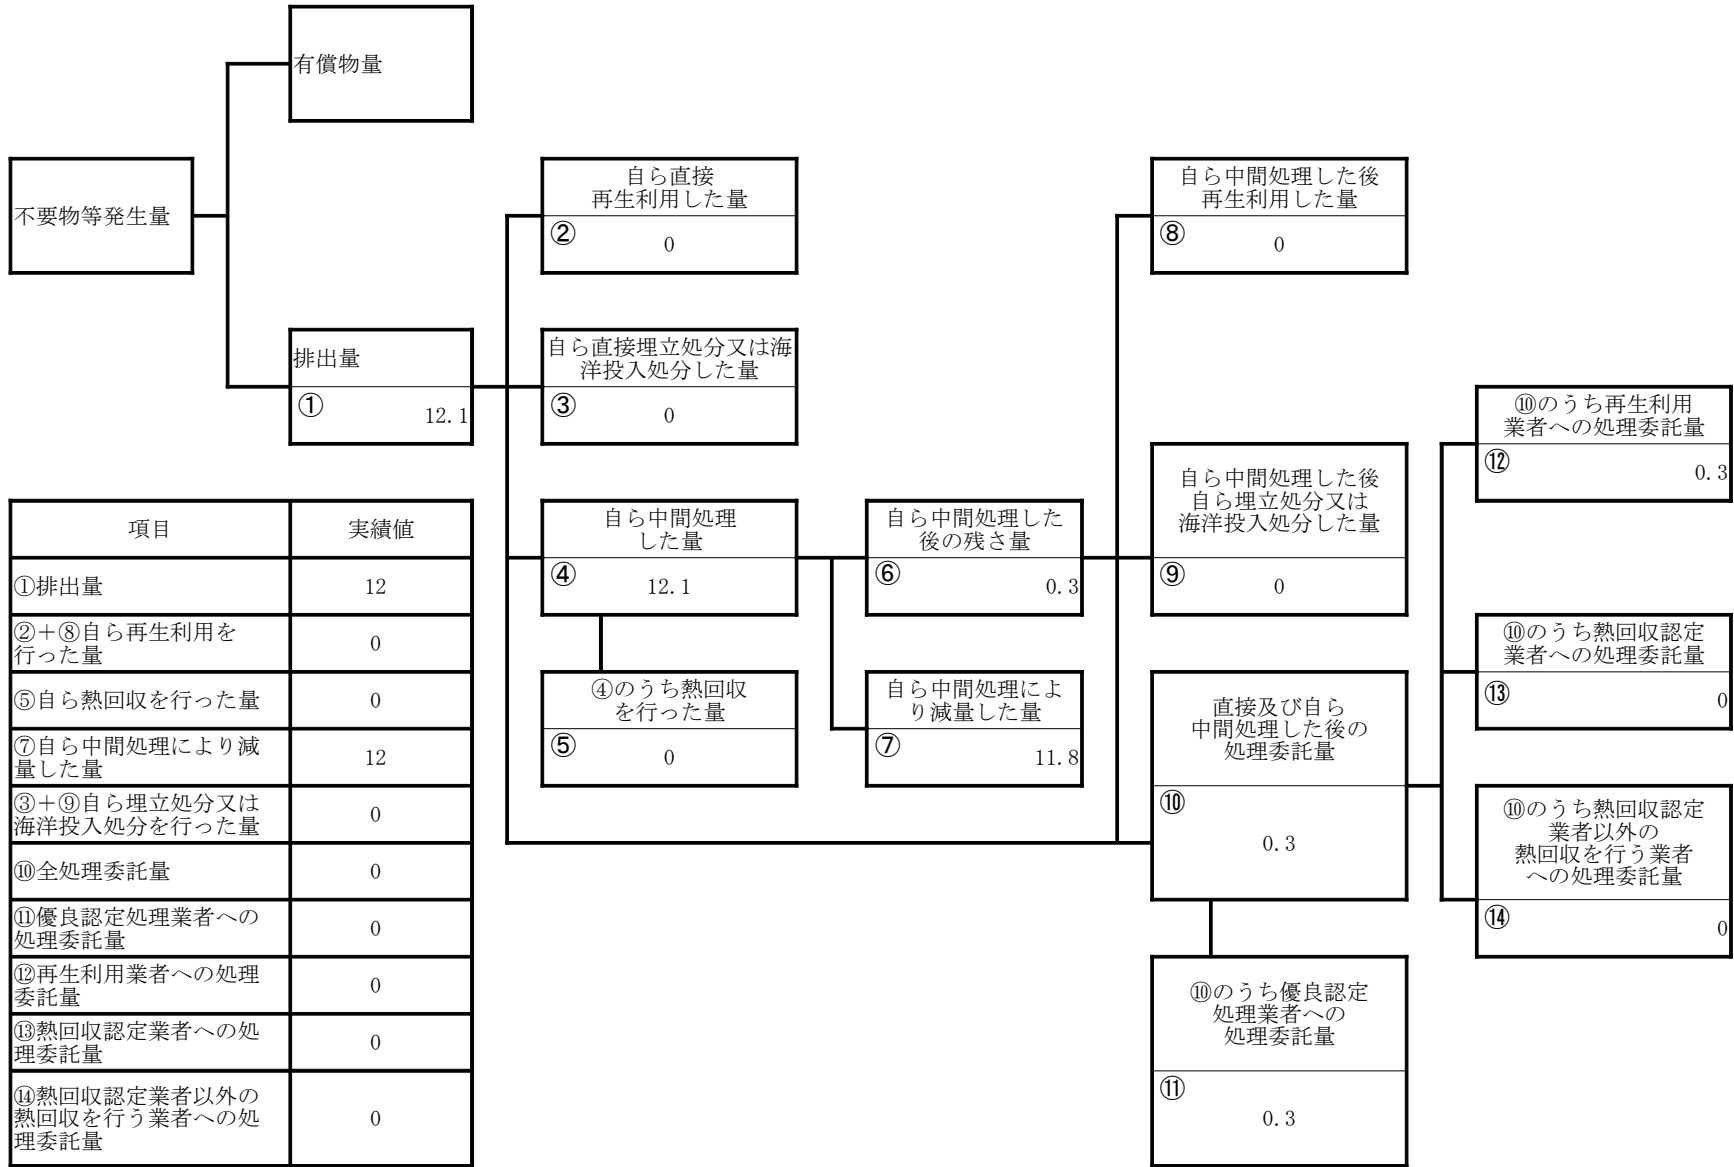 有償物量
不要物等発生量
自ら直接
再生利用した量
②
0
自ら中間処理した後
再生利用した量
⑧
0
排出量
①
12.1
自ら直接埋立処分又は海
洋投入処分した量
③
0
⑩のうち再生利用
業者への処理委託量
⑫
0.3
自ら中間処理
した量
④
12.1
自ら中間処理した
後の残さ量
⑥
0.3
自ら中間処理した後
自ら埋立処分又は
海洋投入処分した量
⑨
0
⑩のうち熱回収認定
業者への処理委託量
⑬
0
④のうち熱回収
を行った量
⑤
0
自ら中間処理によ
り減量した量
⑦
11.8
直接及び自ら
中間処理した後の
処理委託量
⑩
0.3
⑩のうち熱回収認定
業者以外の
熱回収を行う業者
への処理委託量
⑭
0
⑩のうち優良認定
処理業者への
処理委託量
⑪
0.3
項目 実績値
①排出量 12
②+⑧自ら再生利用を
行った量 0
⑤自ら熱回収を行った量 0
⑦自ら中間処理により減
量した量 12
③+⑨自ら埋立処分又は
海洋投入処分を行った量 0
⑩全処理委託量 0
⑪優良認定処理業者への
処理委託量 0
⑫再生利用業者への処理
委託量 0
⑬熱回収認定業者への処
理委託量 0
⑭熱回収認定業者以外の
熱回収を行う業者への処
理委託量 0